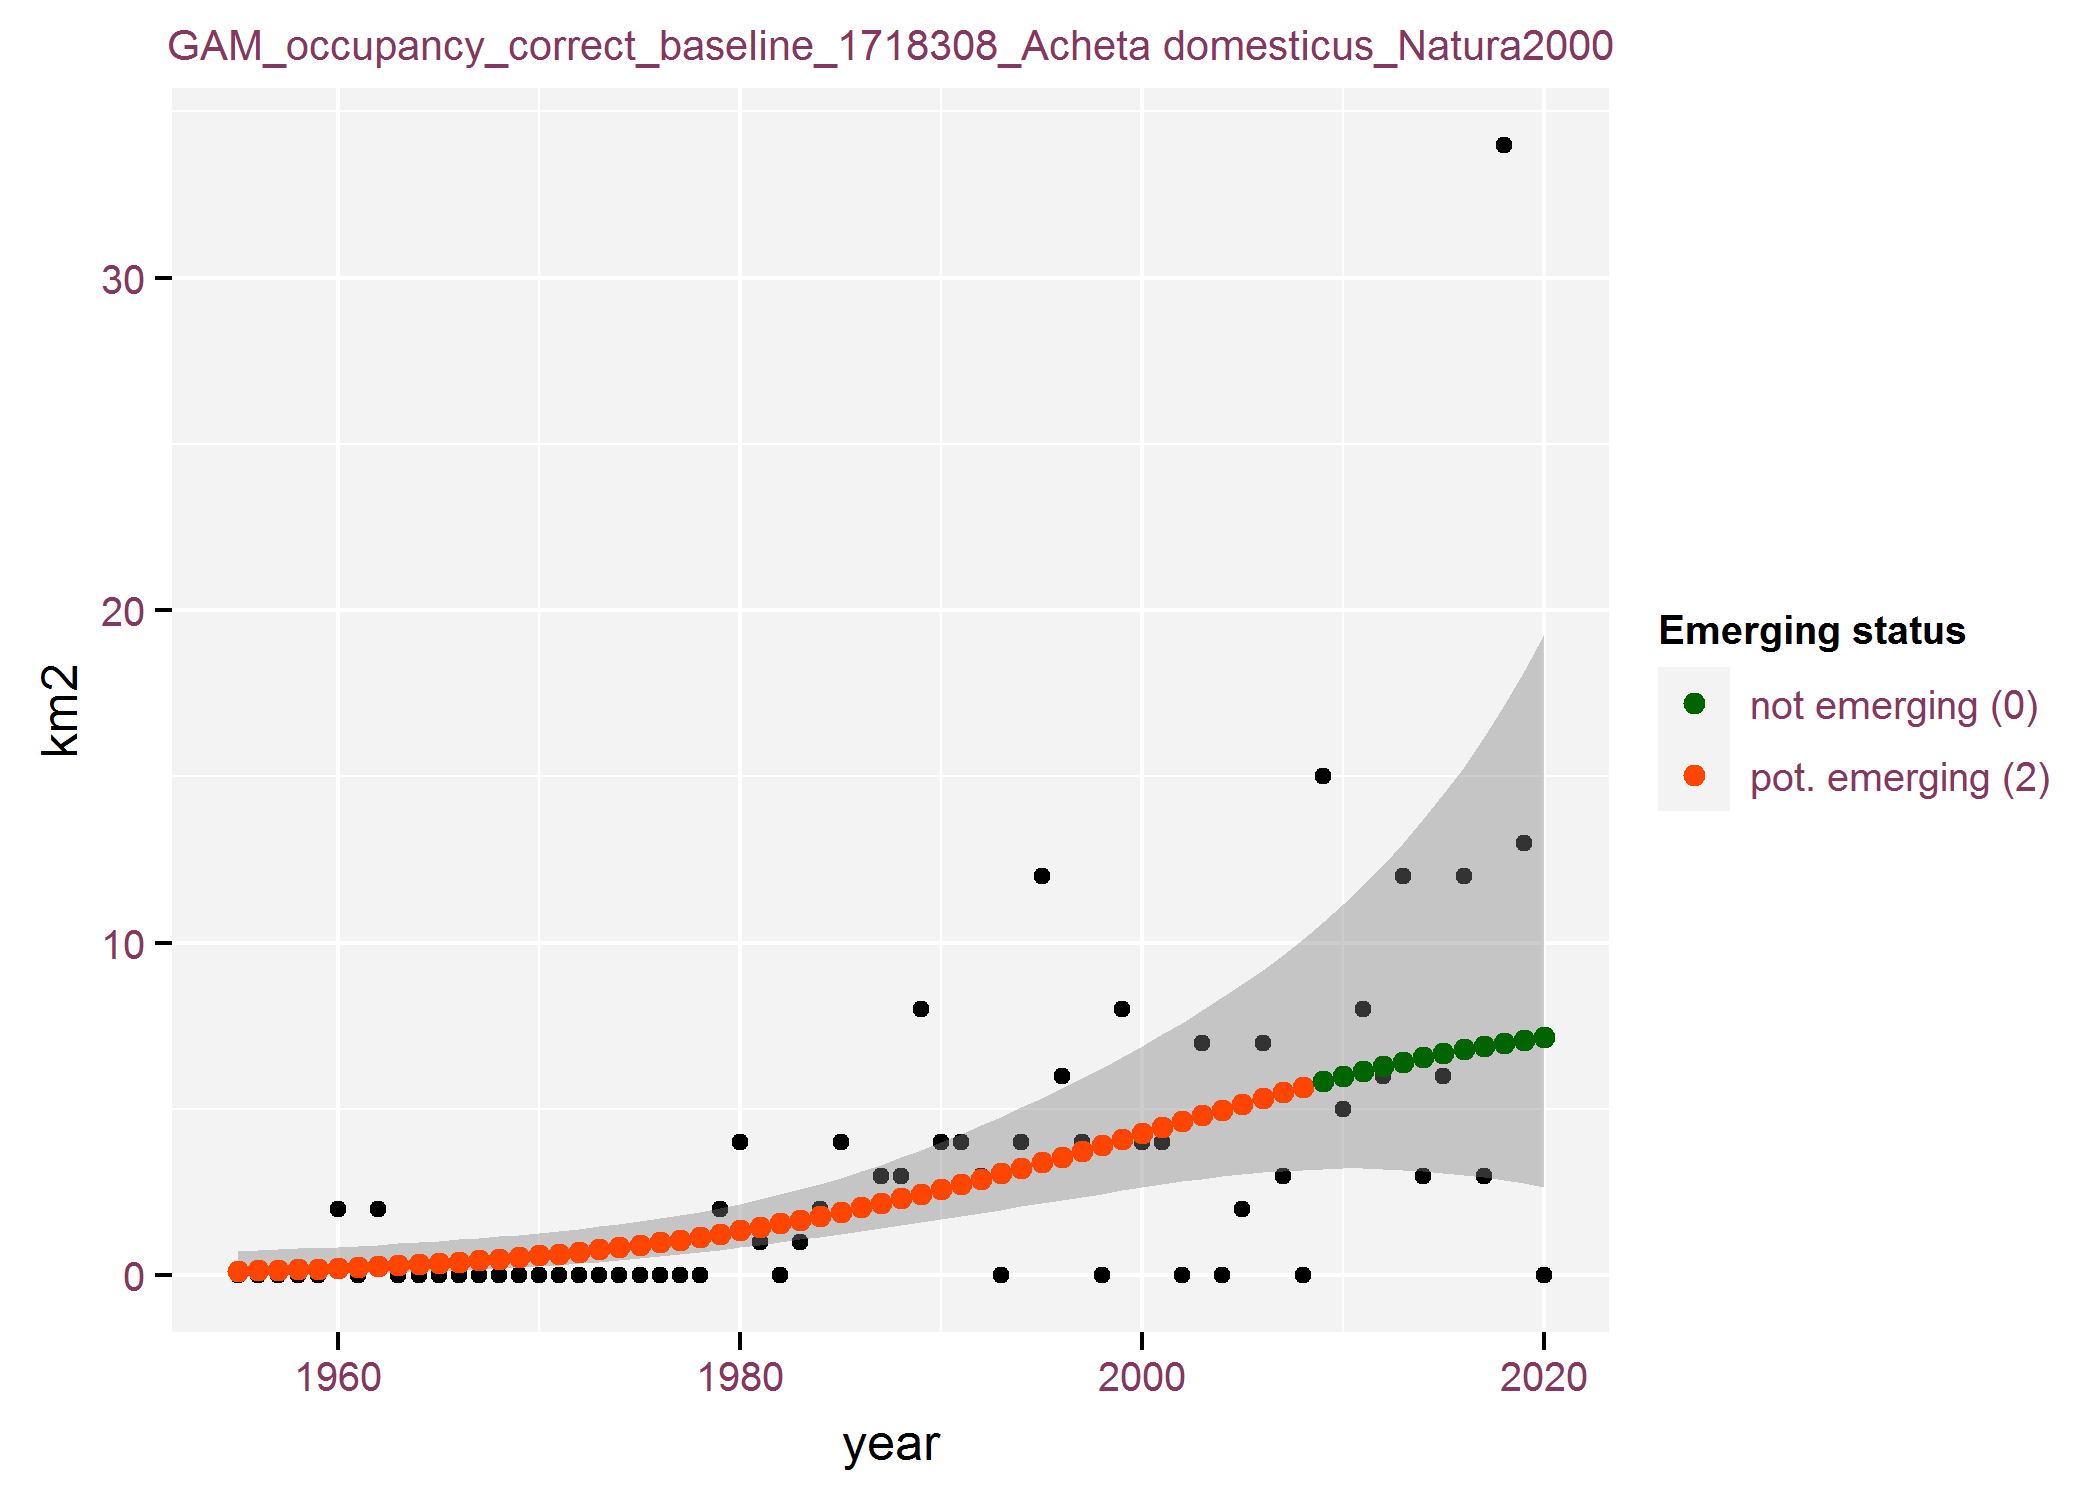 GAM_occupancy_correct_baseline_1718308_Acheta domesticus_Natura2000
30
20
10
0
km2
1960
1980
2000
2020
year
Emerging status
not emerging (0)
pot. emerging (2)